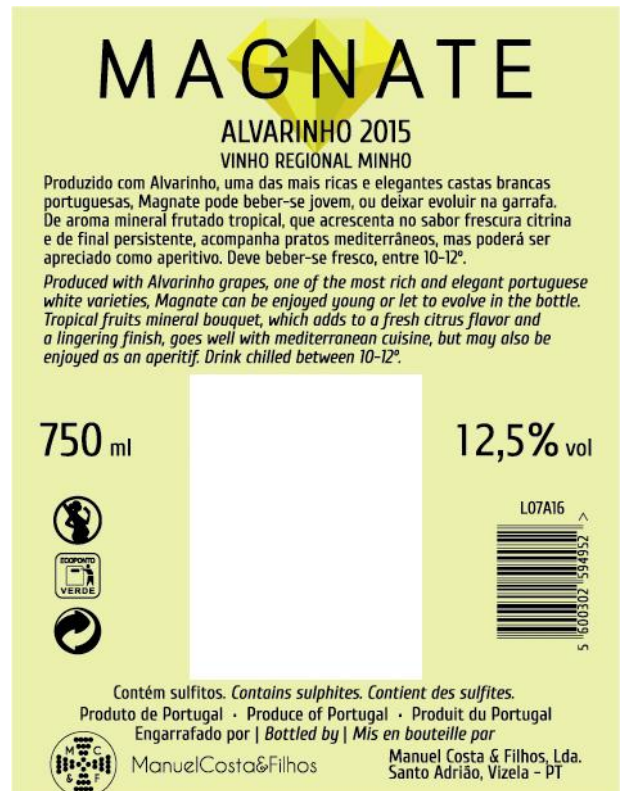 MAGNATE
ALVARINHO 2015
VINHO REGIONAL MINHO
Produzido com Alvarinho, uma das mais ricas e elegantes castas brancas
portuguesas, Magnate pode beber-se jovem, ou deixar evoluir na garrafa.
De aroma mineral frutado tropical, que acrescenta no sabor frescura citrina
e de final persistente, acompanha pratos mediterrâneos, mas poderá ser
apreciado como aperitivo. Deve beber-se fresco, entre 10-12º.
Produced with Alvarinho grapes, one of the most rich and elegant portuguese
white varieties, Magnate can be enjoyed young or let to evolve in the bottle.
Tropical fruits mineral bouquet, which adds to a fresh citrus flavor and
a lingering finish, goes well with mediterranean cuisine, but may also be
enjoyed as an aperitif. Drink chilled between 10-12º.
750 ml
12,5% vol
L07A16
ECOPONTO
VERDE
5 600302 594952 >
Contém sulfitos. Contains sulphites. Contient des sulfites.
Produto de Portugal · Produce of Portugal · Produit du Portugal
Engarrafado por | Bottled by | Mis en bouteille par
M C
& F
ManuelCosta&Filhos
Manuel Costa & Filhos, Lda.
Santo Adrião, Vizela - PT